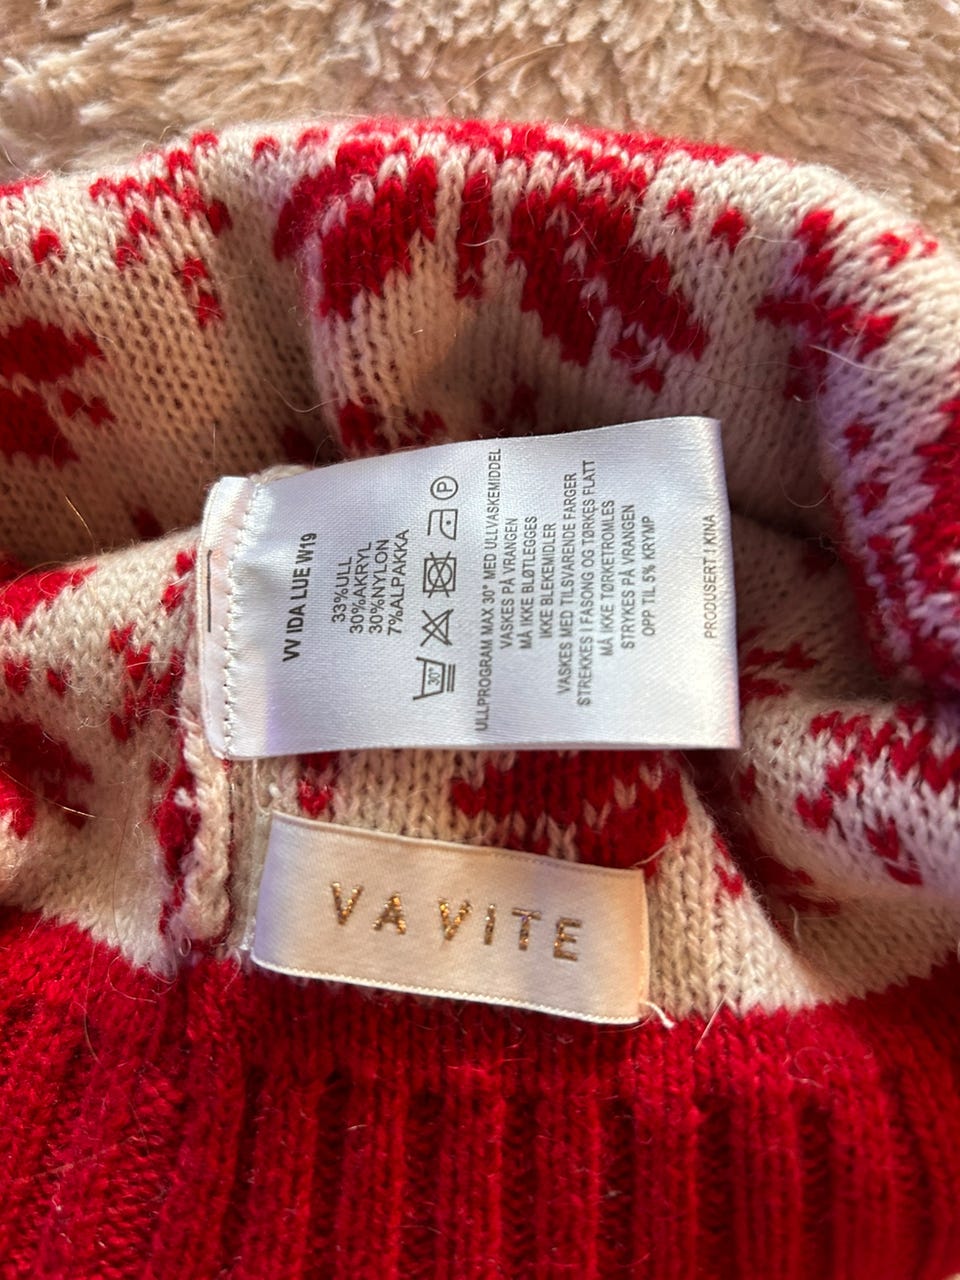 VV IDA LUE W19
33%ULL
30%AKRYL
30%NYLON
7%ALPAKKA
30°
P
ULLPROGRAM MAX 30° MED ULLVASKEMIDDEL
VASKES PÅ VRANGEN
MÅ IKKE BLØTLEGGES
IKKE BLEKEMIDLER
VASKES MED TILSVARENDE FARGER
STREKKES I FASONG OG TØRKES FLATT
MÅ IKKE TØRKETROMLES
STRYKES PÅ VRANGEN
OPP TIL 5% KRYMP
PRODUSERT I KINA
VA VITE